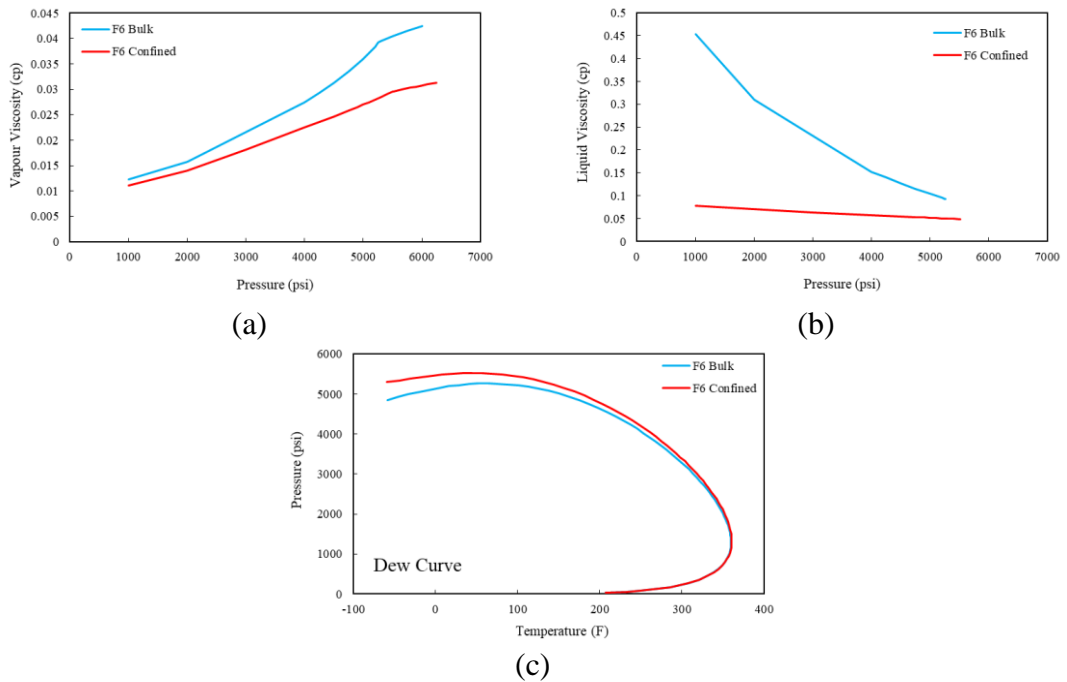 0.045
0.04
0.035
0.03
0.025
0.02
0.015
0.01
0.005
0
Vapour Viscosity (cp)
F6 Bulk
F6 Confined
0 1000 2000 3000 4000 5000 6000 7000
Pressure (psi)
(a)
0.5
0.45
0.4
0.35
0.3
0.25
0.2
0.15
0.1
0.05
0
Liquid Viscosity (cp)
F6 Bulk
F6 Confined
0 1000 2000 3000 4000 5000 6000 7000
Pressure (psi)
(b)
6000
5000
4000
3000
2000
1000
0
Pressure (psi)
F6 Bulk
F6 Confined
Dew Curve
-100 0 100 200 300 400
Temperature (F)
(c)